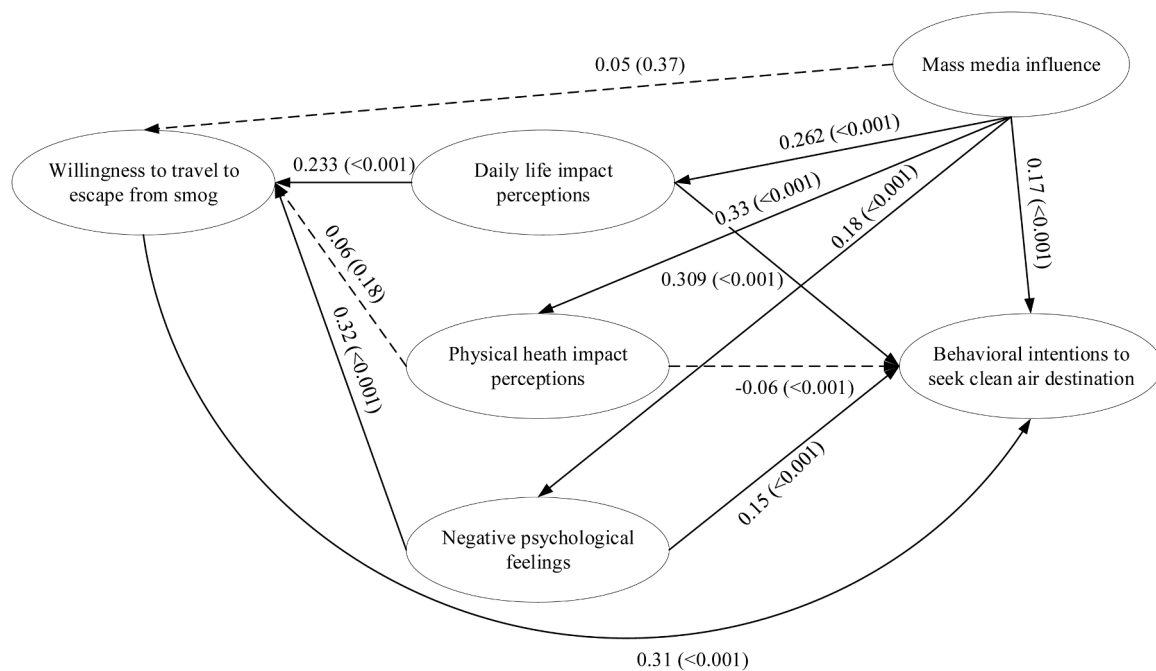 0.05 (0.37)
Mass media influence
Willingness to travel to
escape from smog
0.233 (<0.001)
Daily life impact
perceptions
0.262 (<0.001)
0.33 (<0.001)
0.18 (<0.001)
0.17 (<0.001)
0.06 (0.18)
0.309 (<0.001)
0.32 (<0.001)
Physical heath impact
perceptions
-0.06 (<0.001)
Behavioral intentions to
seek clean air destination
Negative psychological
feelings
0.15 (<0.001)
0.31 (<0.001)